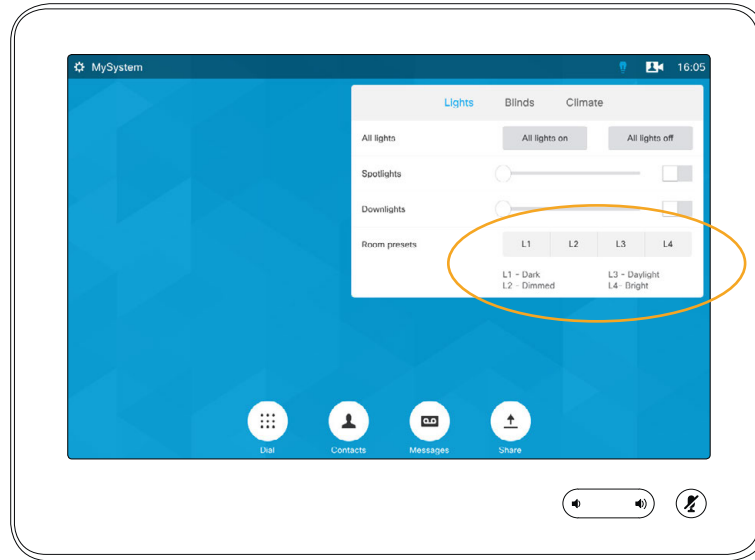 MySystem 16:05
Lights Blinds Climate
All lights All lights on All lights off
Spotlights
Downlights
Room presets L1 L2 L3 L4
L1 - Dark L3 - Daylight
L2 - Dimmed L4- Bright
Dial Contacts Messages Share